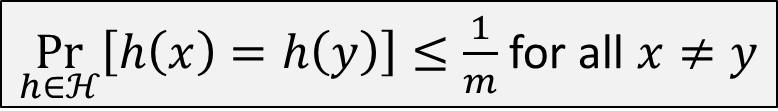 Pr_{h∈ℋ} [h(x) = h(y)] ≤ 1/m for all x ≠ y